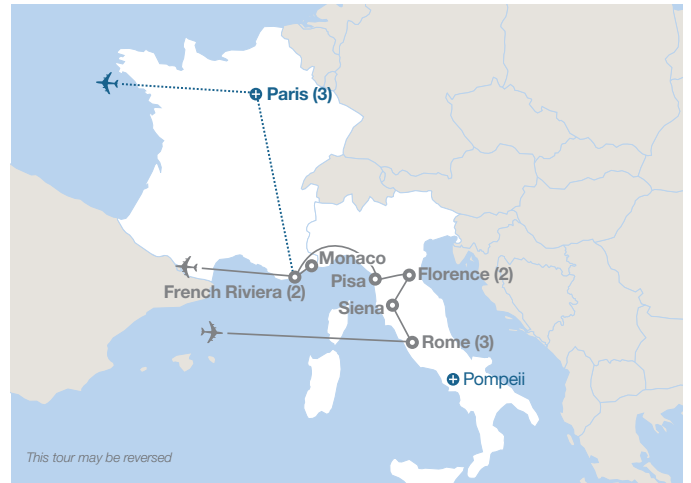 Paris (3)
Monaco
Pisa
Florence (2)
French Riviera (2)
Siena
Rome (3)
Pompeii
This tour may be reversed